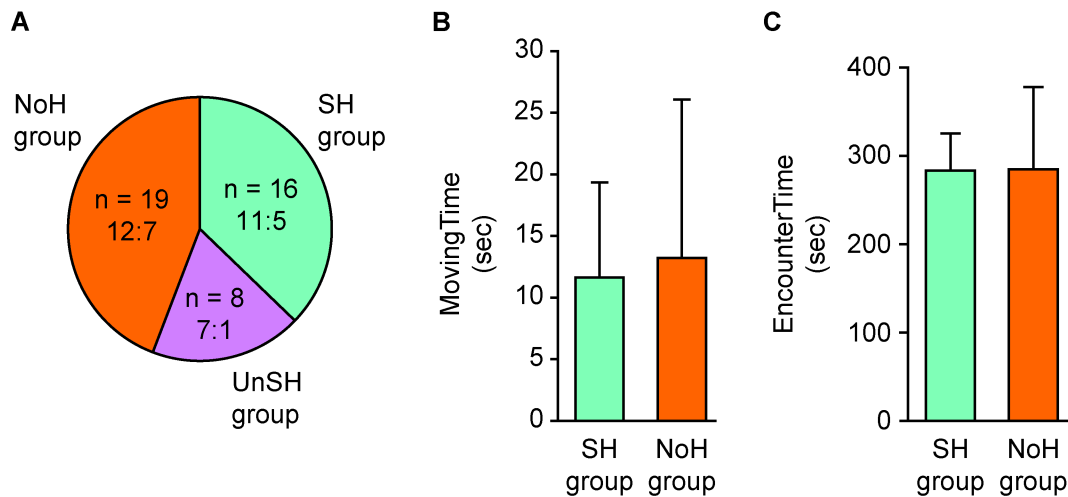 A
NoH
group
SH
group
n = 19
12:7
n = 16
11:5
n = 8
7:1
UnSH
group
B
MovingTime
(sec)
30
25
20
15
10
5
0
SH
group
NoH
group
C
EncounterTime
(sec)
400
300
200
100
0
SH
group
NoH
group